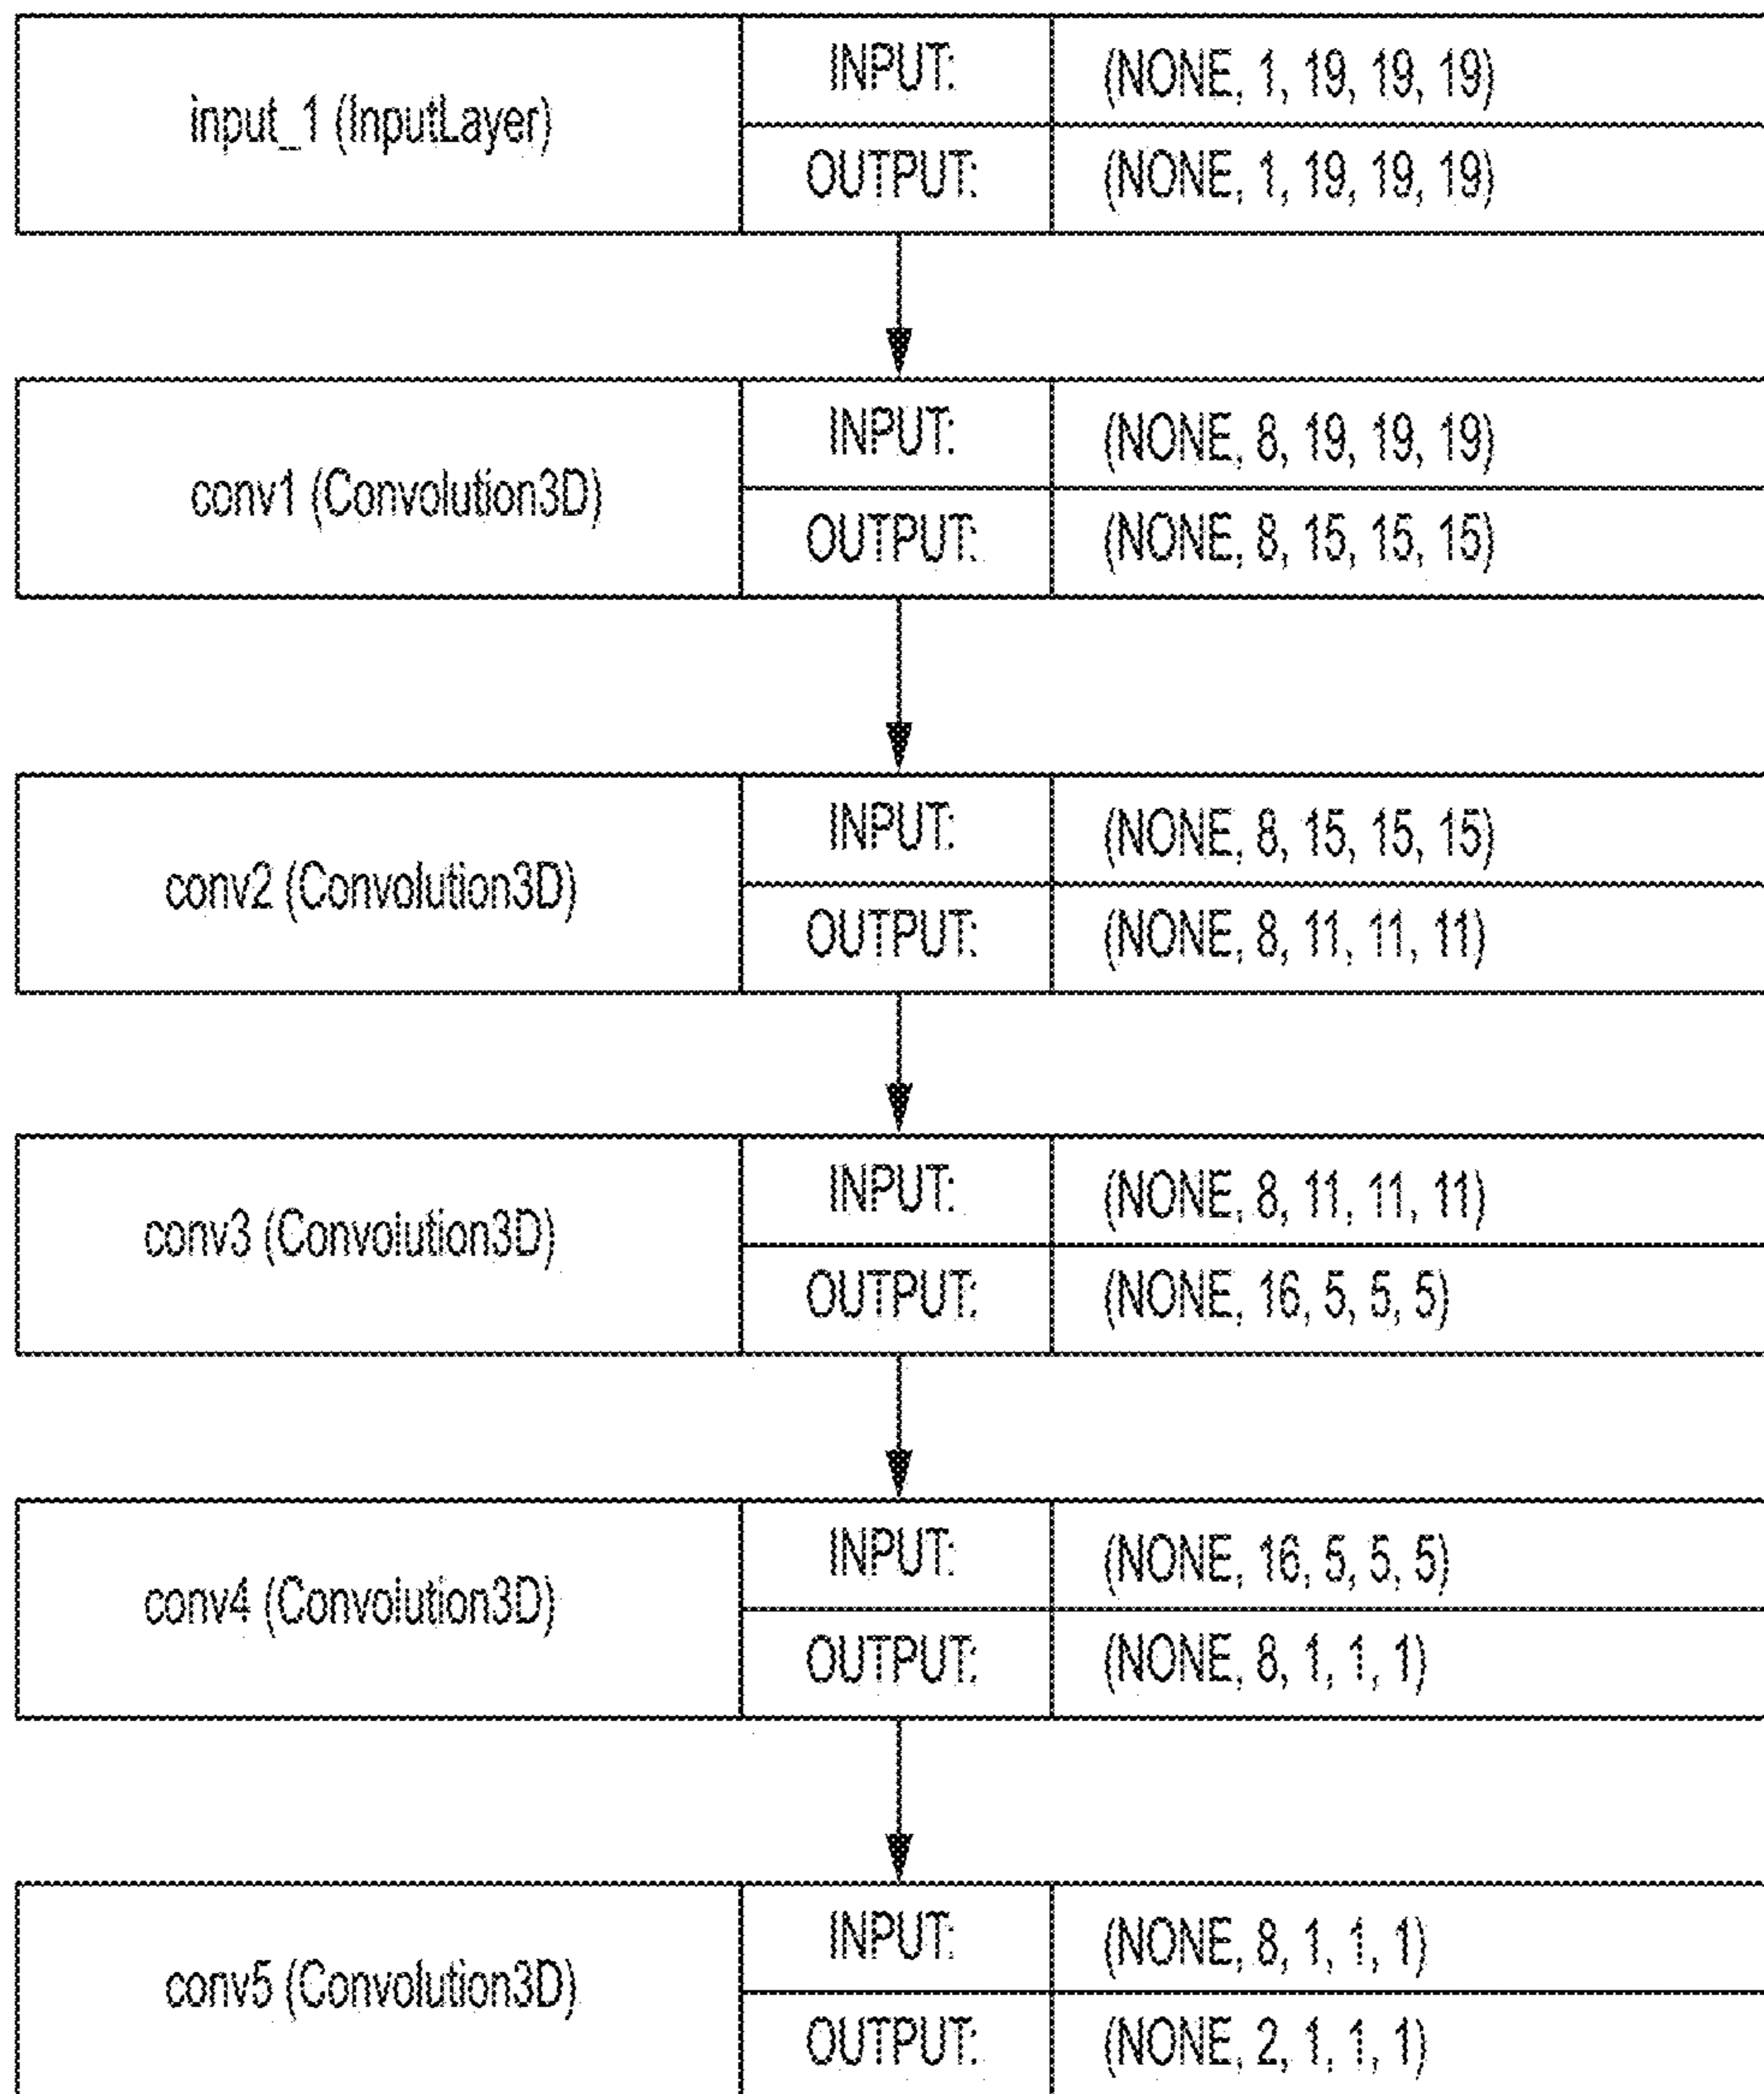 INPUT: (NONE, 1, 19, 19, 19)
input_1 (InputLayer)
OUTPUT: (NONE, 1, 19, 19, 19)
INPUT: (NONE, 8, 19, 19, 19)
conv1 (Convolution3D)
OUTPUT: (NONE, 8, 15, 15, 15)
INPUT: (NONE, 8, 15, 15, 15)
conv2 (Convolution3D)
OUTPUT: (NONE, 8, 11, 11, 11)
INPUT: (NONE, 8, 11, 11, 11)
conv3 (Convolution3D)
OUTPUT: (NONE, 16, 5, 5, 5)
INPUT: (NONE, 16, 5, 5, 5)
conv4 (Convolution3D)
OUTPUT: (NONE, 8, 1, 1, 1)
INPUT: (NONE, 8, 1, 1, 1)
conv5 (Convolution3D)
OUTPUT: (NONE, 2, 1, 1, 1)